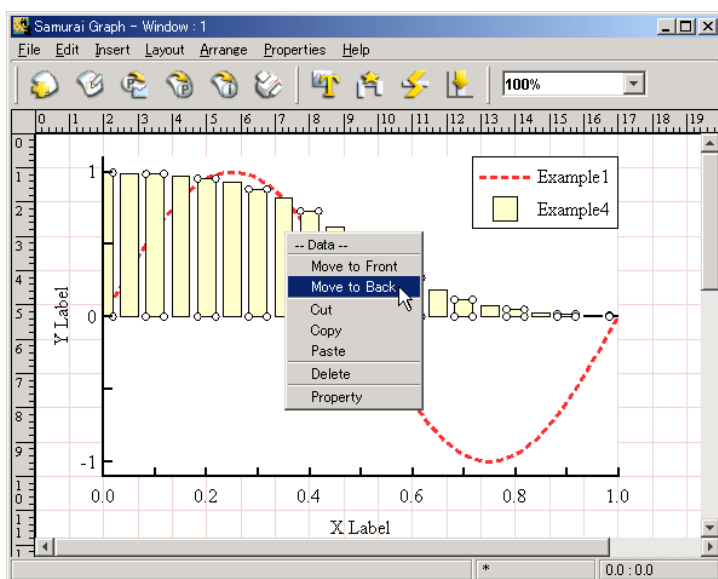 Samurai Graph - Window : 1
File Edit Insert Layout Arrange Properties Help
100%
0 1 2 3 4 5 6 7 8 9 10 11 12 13 14 15 16 17 18 19
0
1
2
3
4
5
6
7
8
9
10
11
1
0
-1
Y Label
Example1
Example4
-- Data --
Move to Front
Move to Back
Cut
Copy
Paste
Delete
Property
0.0 0.2 0.4 0.6 0.8 1.0
X Label
* 0.0 : 0.0